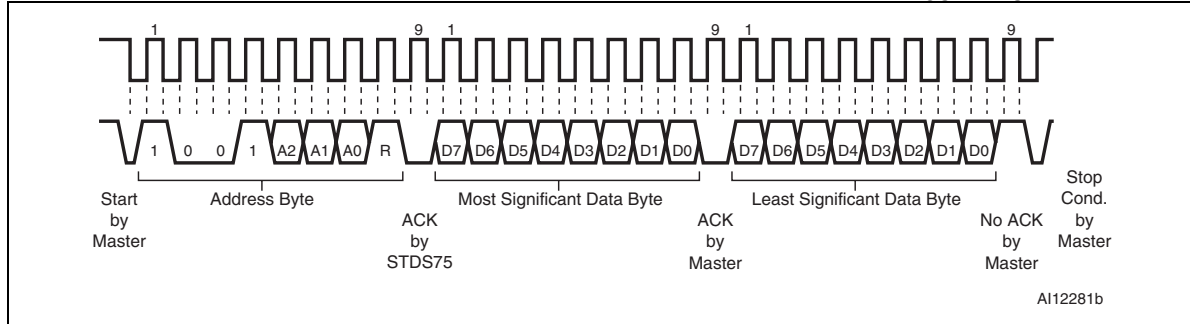 1 9 1 9 1 9
1 0 0 1 A2 A1 A0 R D7 D6 D5 D4 D3 D2 D1 D0 D7 D6 D5 D4 D3 D2 D1 D0
Start
by
Master
Address Byte
ACK
by
STDS75
Most Significant Data Byte
ACK
by
Master
Least Significant Data Byte
No ACK
by
Master
Stop
Cond.
by
Master
AI12281b